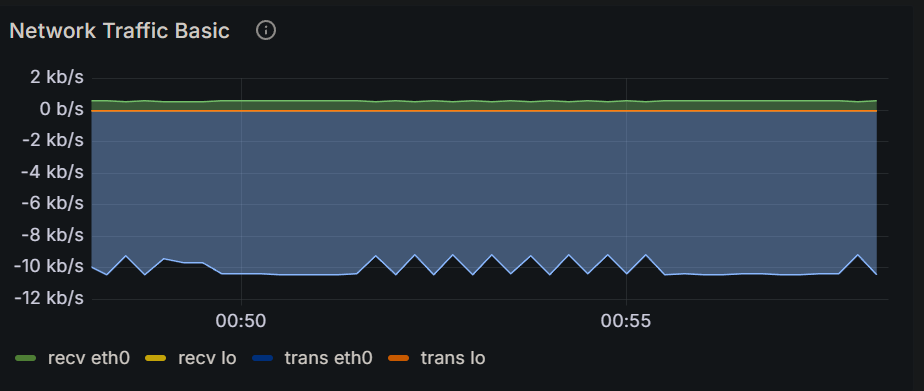 Network Traffic Basic
2 kb/s
0 b/s
-2 kb/s
-4 kb/s
-6 kb/s
-8 kb/s
-10 kb/s
-12 kb/s
00:50 00:55
recv eth0 recv lo trans eth0 trans lo